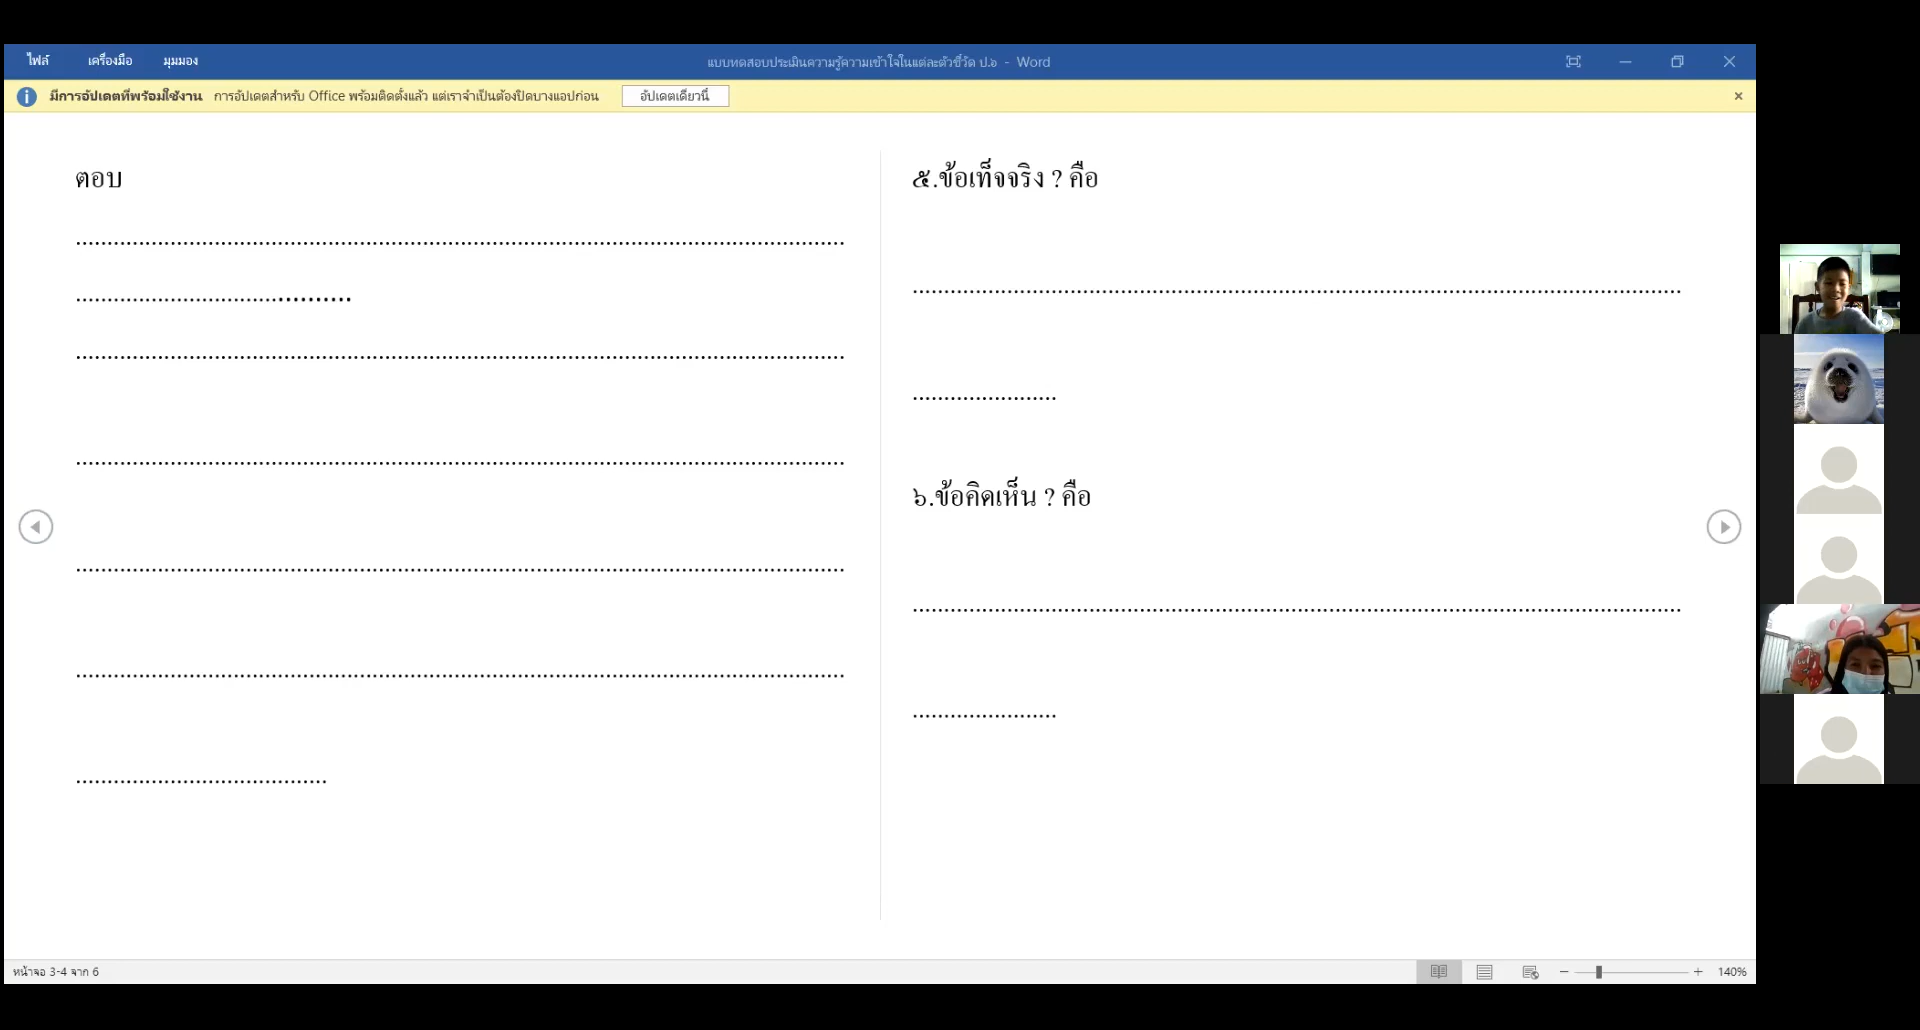 ไฟล์ เครื่องมือ มุมมอง แบบทดสอบประเมินความรู้ความเข้าใจในแต่ละตัวชี้วัด ป.๖ - Word
มีการอัปเดตที่พร้อมใช้งาน การอัปเดตสำหรับ Office พร้อมติดตั้งแล้ว แต่เราจำเป็นต้องปิดบางแอปก่อน อัปเดตเดี๋ยวนี้
ตอบ
๕.ข้อเท็จจริง ? คือ
๖.ข้อคิดเห็น ? คือ
หน้าจอ 3-4 จาก 6 140%